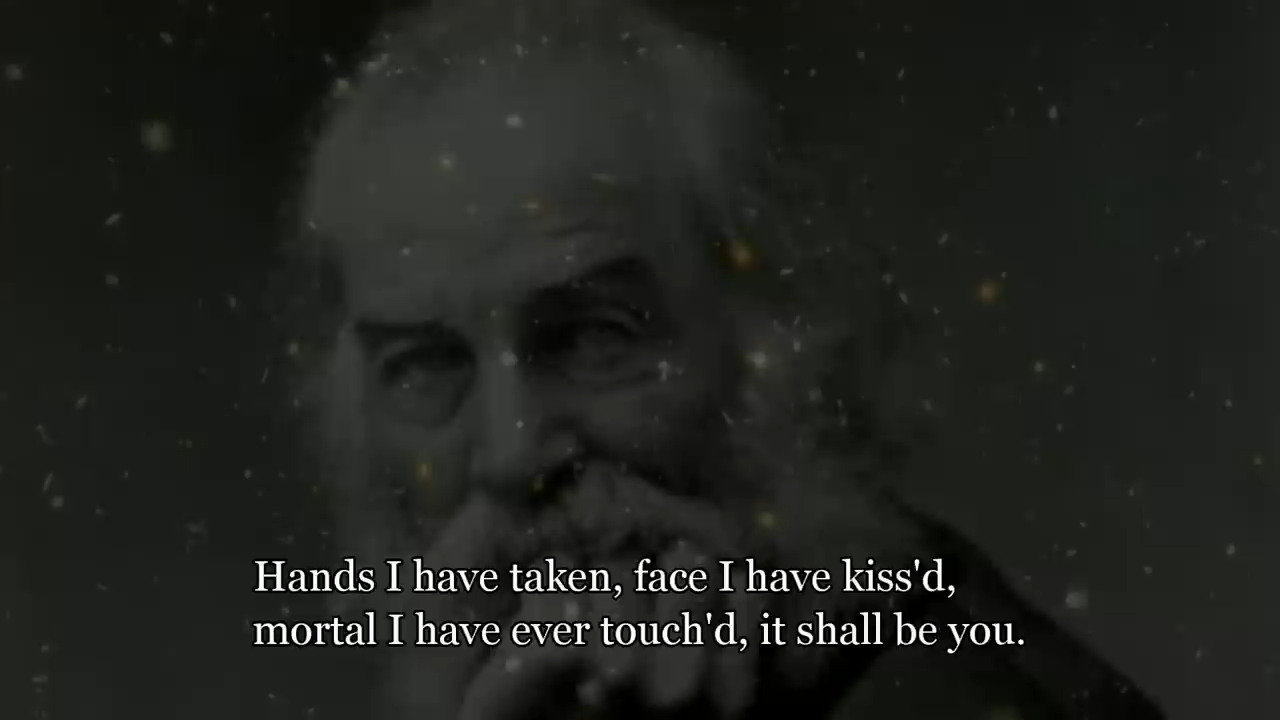 Hands I have taken, face I have kiss'd,
mortal I have ever touch'd, it shall be you.